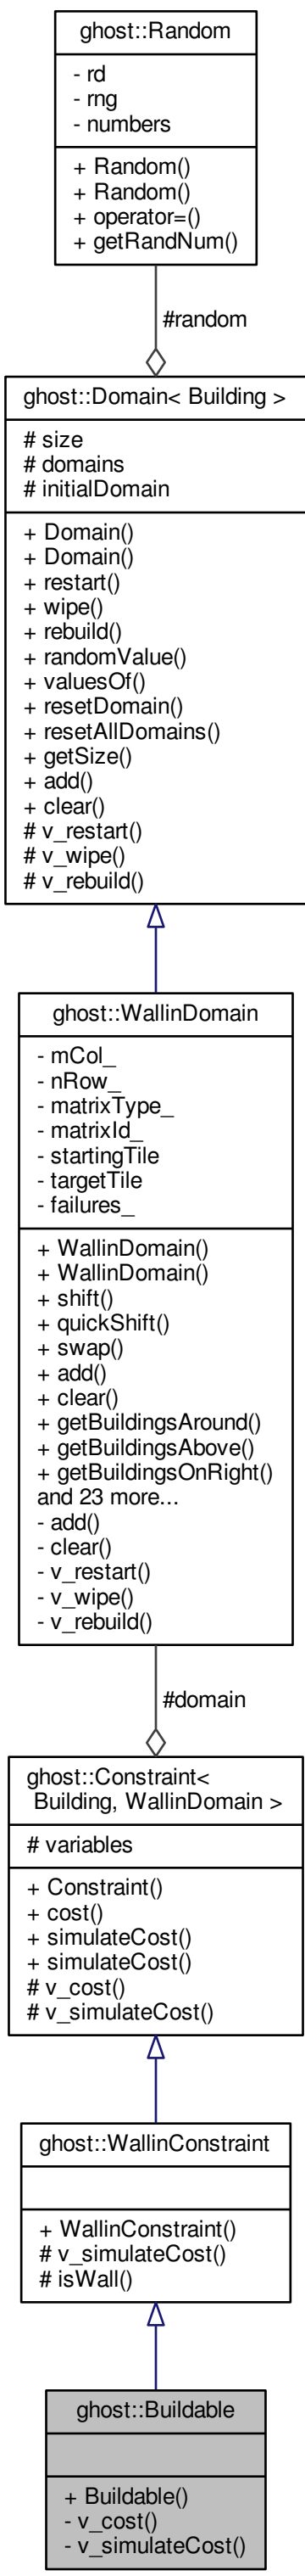 ghost::Random
- rd
- rng
- numbers
+ Random()
+ Random()
+ operator=()
+ getRandNum()
#random
ghost::Domain< Building >
# size
# domains
# initialDomain
+ Domain()
+ Domain()
+ restart()
+ wipe()
+ rebuild()
+ randomValue()
+ valuesOf()
+ resetDomain()
+ resetAllDomains()
+ getSize()
+ add()
+ clear()
# v_restart()
# v_wipe()
# v_rebuild()
ghost::WallinDomain
- mCol_
- nRow_
- matrixType_
- matrixId_
- startingTile
- targetTile
- failures_
+ WallinDomain()
+ WallinDomain()
+ shift()
+ quickShift()
+ swap()
+ add()
+ clear()
+ getBuildingsAround()
+ getBuildingsAbove()
+ getBuildingsOnRight()
and 23 more...
- add()
- clear()
- v_restart()
- v_wipe()
- v_rebuild()
#domain
ghost::Constraint<
Building, WallinDomain >
# variables
+ Constraint()
+ cost()
+ simulateCost()
+ simulateCost()
# v_cost()
# v_simulateCost()
ghost::WallinConstraint
+ WallinConstraint()
# v_simulateCost()
# isWall()
ghost::Buildable
+ Buildable()
- v_cost()
- v_simulateCost()